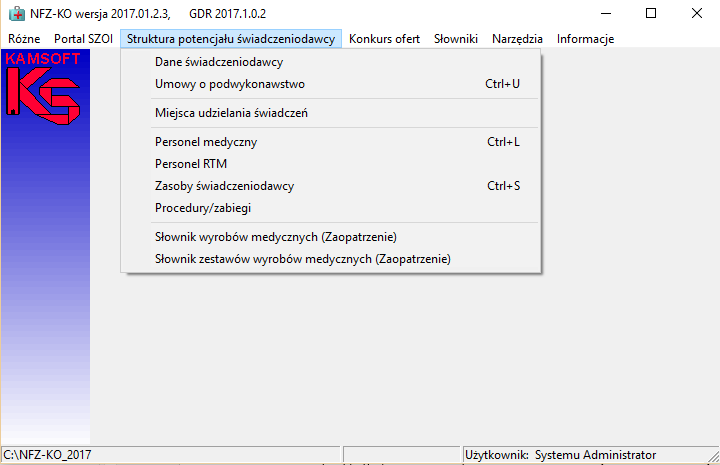 NFZ-KO wersja 2017.01.2.3, GDR 2017.1.0.2
Różne Portal SZOI Struktura potencjału świadczeniodawcy Konkurs ofert Słowniki Narzędzia Informacje
KAMSOFT
KS
Dane świadczeniodawcy
Umowy o podwykonawstwo Ctrl+U
Miejsca udzielania świadczeń
Personel medyczny Ctrl+L
Personel RTM
Zasoby świadczeniodawcy Ctrl+S
Procedury/zabiegi
Słownik wyrobów medycznych (Zaopatrzenie)
Słownik zestawów wyrobów medycznych (Zaopatrzenie)
C:\NFZ-KO_2017 Użytkownik: Systemu Administrator